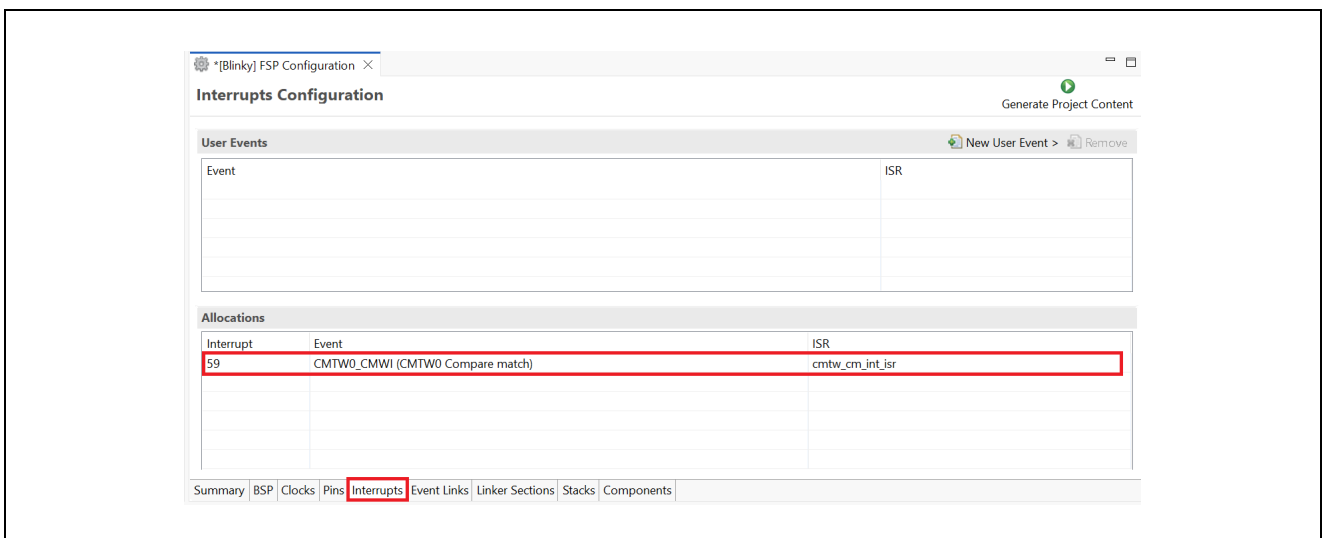 *[Blinky] FSP Configuration
Interrupts Configuration
Generate Project Content
User Events
New User Event > Remove
Event ISR
Allocations
Interrupt Event ISR
59 CMTW0_CMWI (CMTW0 Compare match) cmtw_cm_int_isr
Summary BSP Clocks Pins Interrupts Event Links Linker Sections Stacks Components